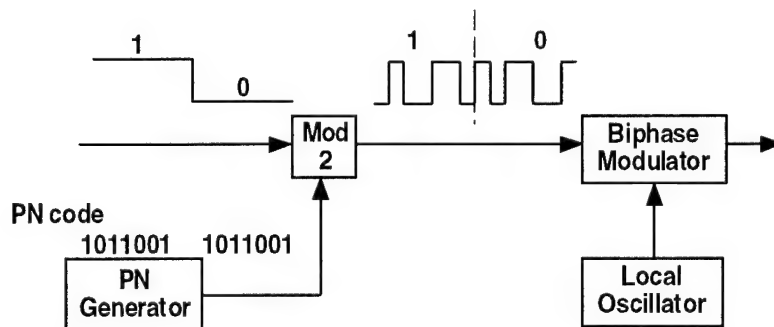 1
0
1
0
Mod
2
Biphase
Modulator
PN code
1011001 1011001
PN
Generator
Local
Oscillator